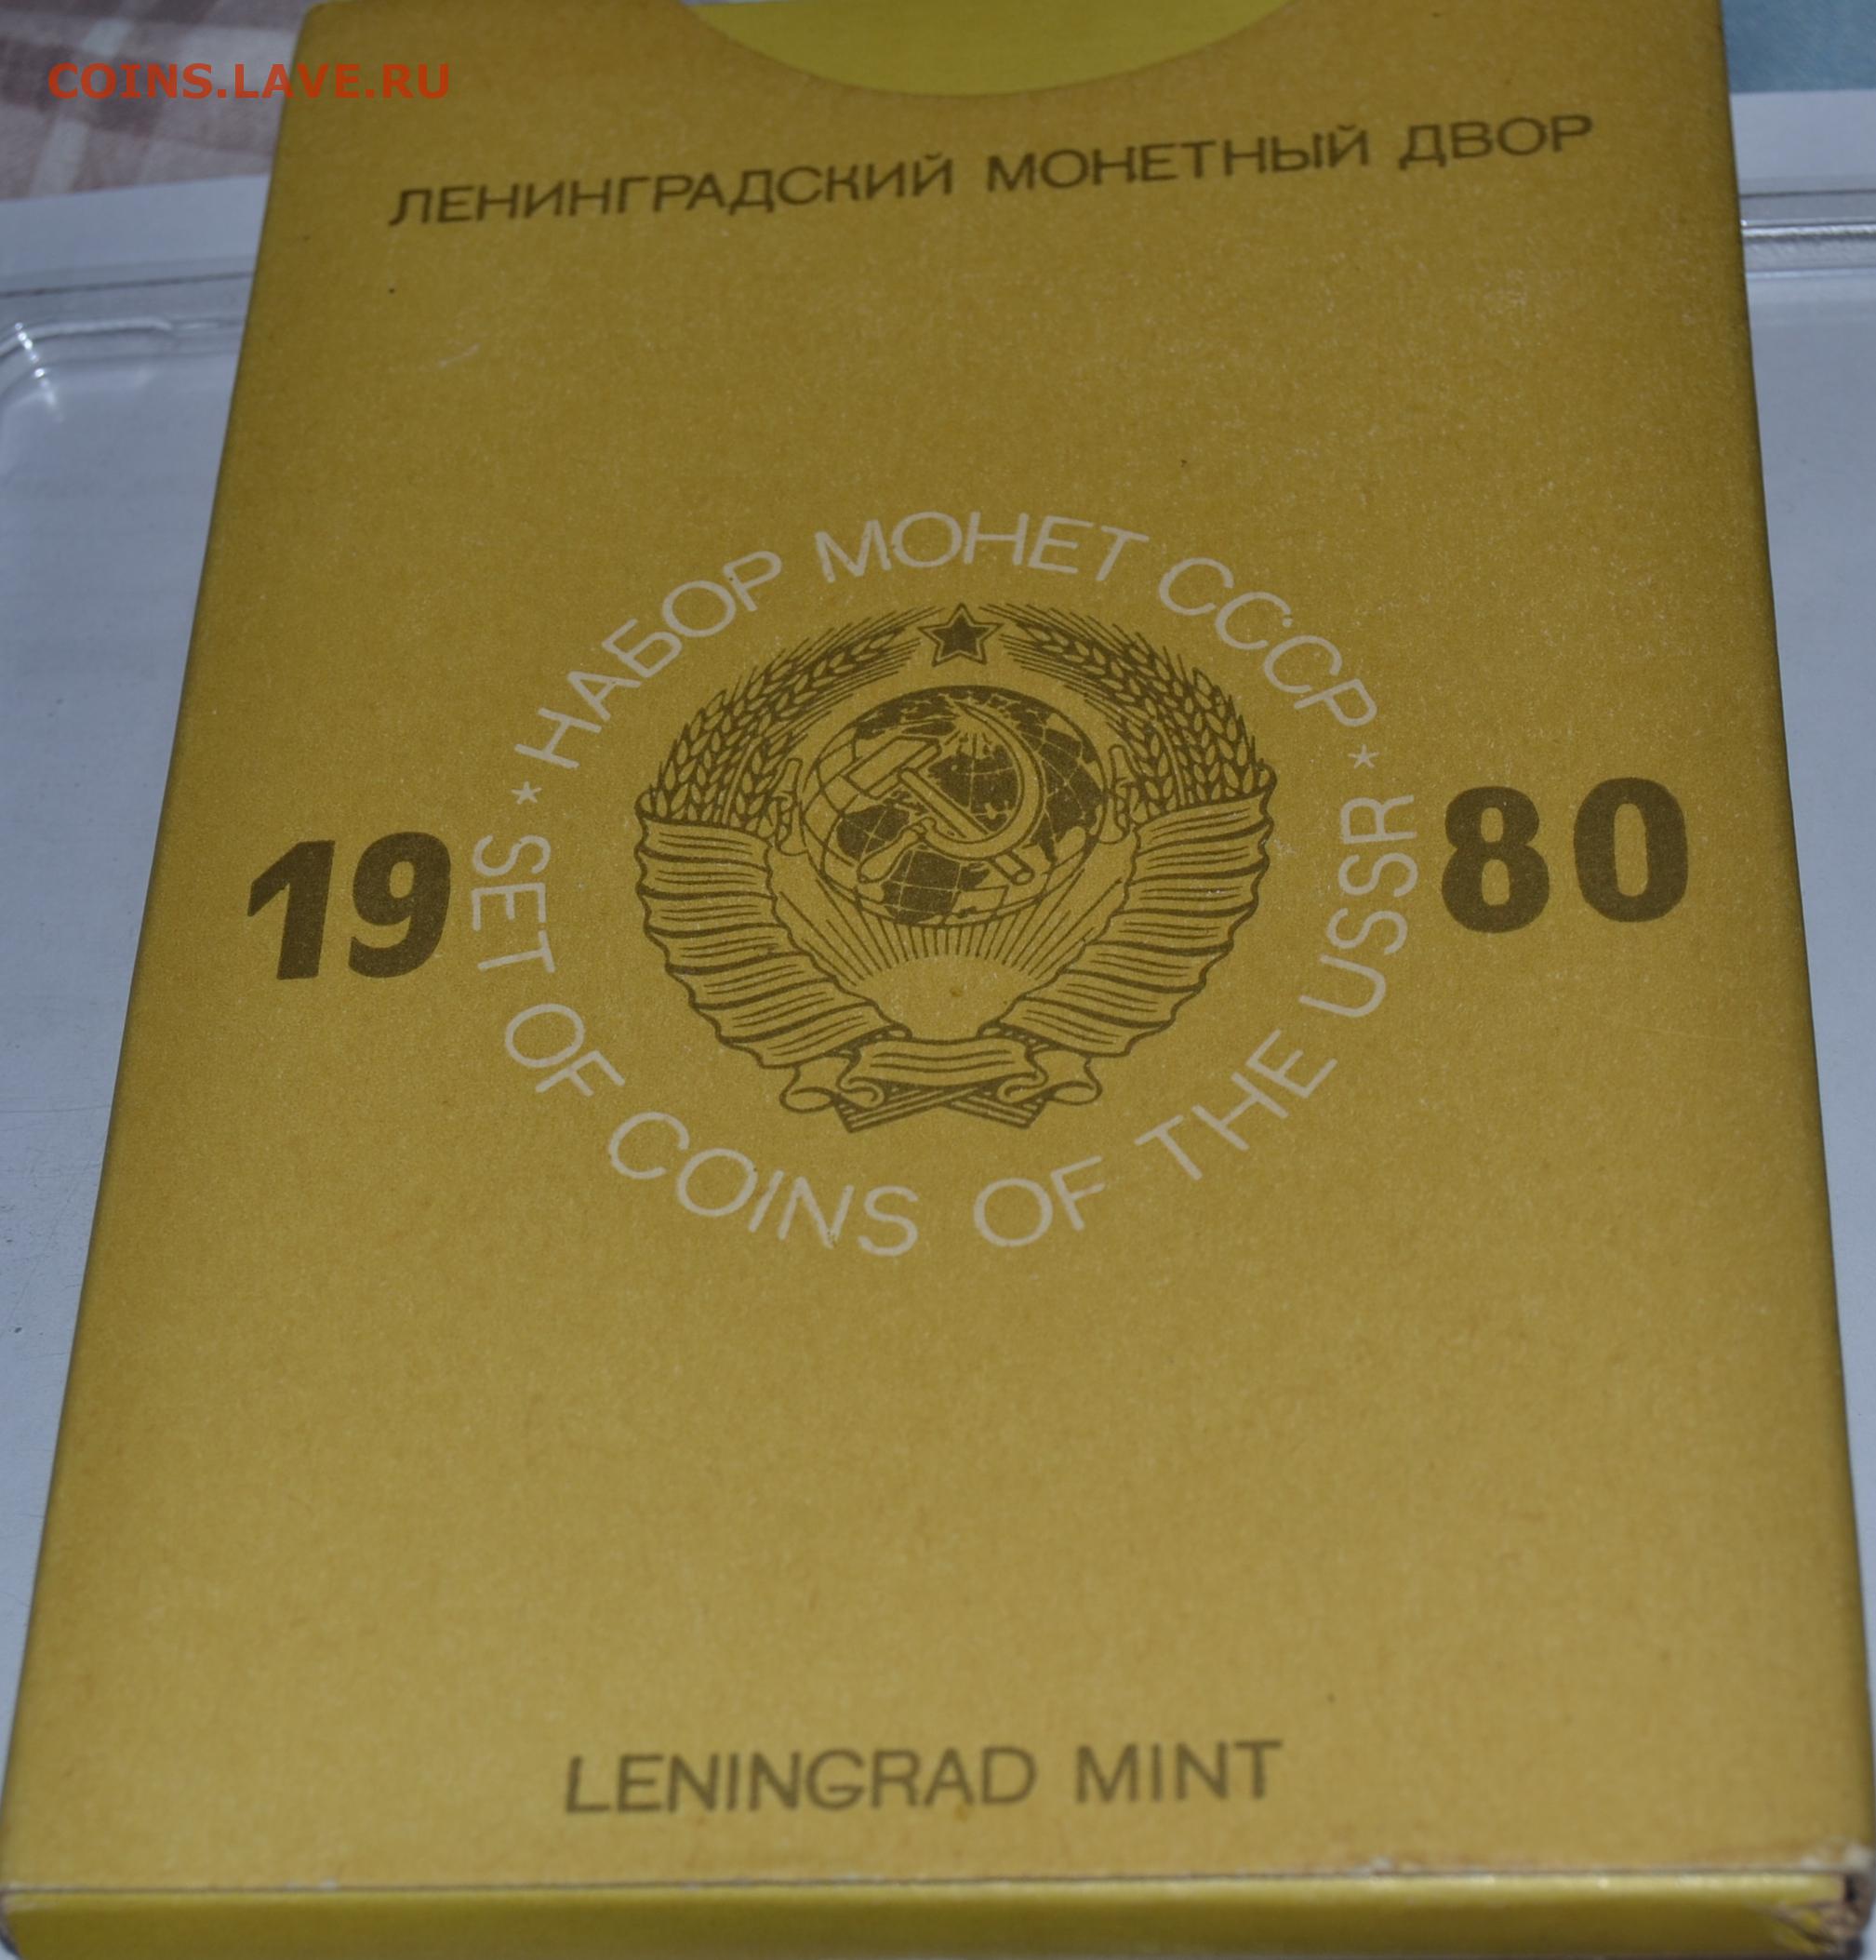 COINS.LAVE.RU
ЛЕНИНГРАДСКИЙ МОНЕТНЫЙ ДВОР
* НАБОР МОНЕТ СССР *
19 80
SET OF COINS OF THE USSR
LENINGRAD MINT